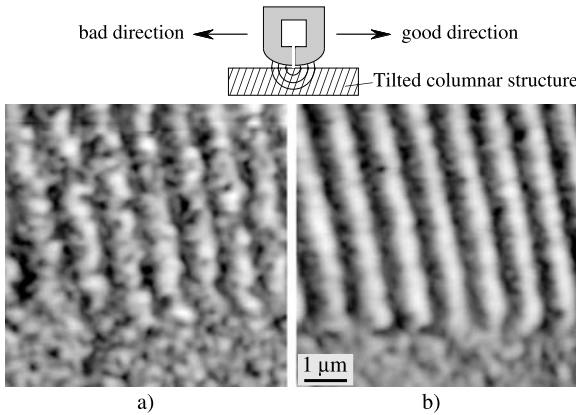 bad direction
good direction
Tilted columnar structure
1 μm
a)
b)